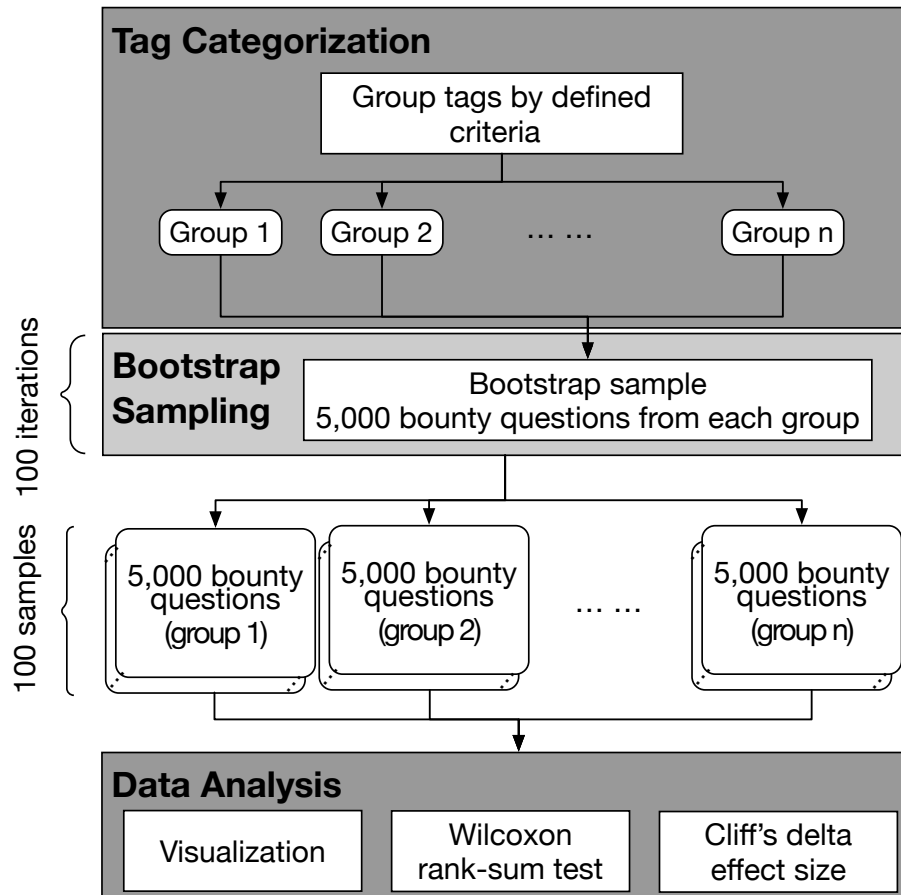 Tag Categorization
Group tags by defined
criteria
Group 1
Group 2
... ...
Group n
100 iterations
Bootstrap
Sampling
Bootstrap sample
5,000 bounty questions from each group
100 samples
5,000 bounty
questions
(group 1)
5,000 bounty
questions
(group 2)
... ...
5,000 bounty
questions
(group n)
Data Analysis
Visualization
Wilcoxon
rank-sum test
Cliff’s delta
effect size